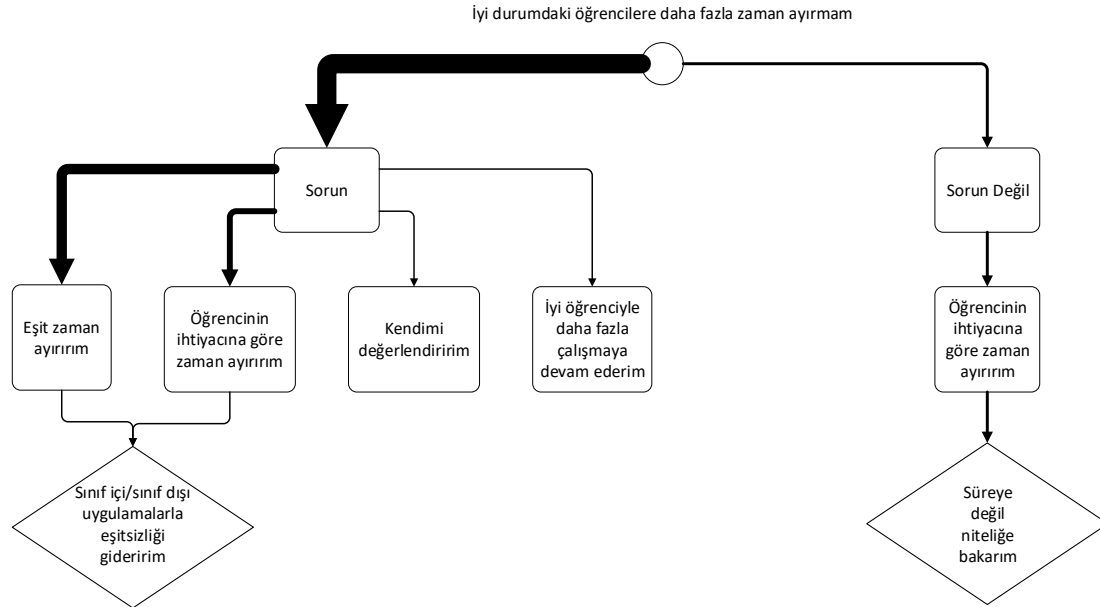 İyi durumdaki öğrencilere daha fazla zaman ayırmam
Sorun
Sorun Değil
Eşit zaman
ayırırım
Öğrencinin
ihtiyacına göre
zaman ayırırım
Kendimi
değerlendiririm
İyi öğrenciyle
daha fazla
çalışmaya
devam ederim
Öğrencinin
ihtiyacına
göre zaman
ayırırım
Sınıf içi/sınıf dışı
uygulamalarla
eşitsizliği
gideririm
Süreye
değil
niteliğe
bakarım